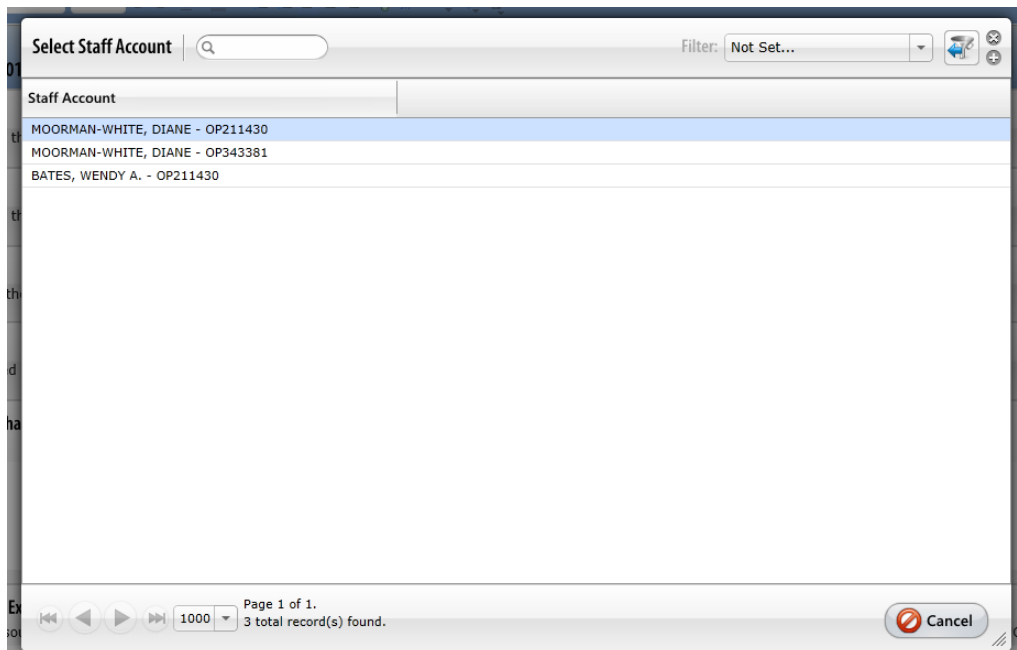 Select Staff Account
Filter: Not Set...
Staff Account
MOORMAN-WHITE, DIANE - OP211430
MOORMAN-WHITE, DIANE - OP343381
BATES, WENDY A. - OP211430
1000
Page 1 of 1.
3 total record(s) found.
Cancel